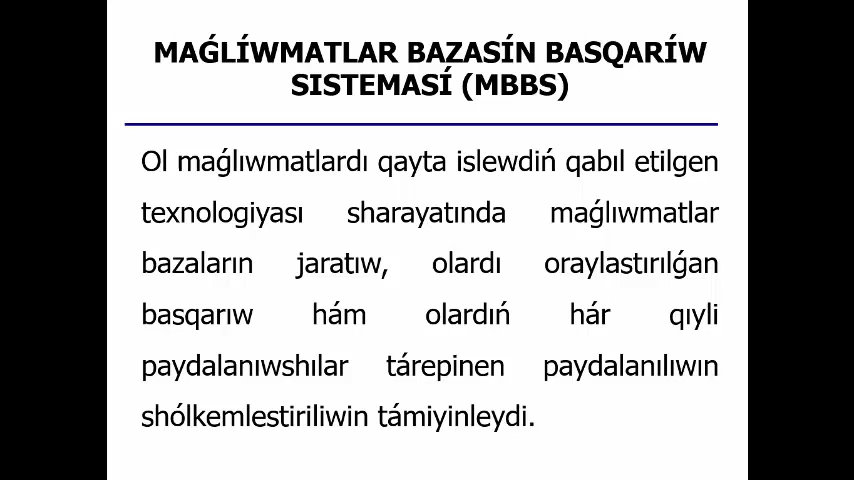 MAǴLÍWMATLAR BAZASÍN BASQARÍW
SISTEMASÍ (MBBS)
Ol maǵlıwmatlardı qayta islewdiń qabıl etilgen
texnologiyası sharayatında maǵlıwmatlar
bazaların jaratıw, olardı oraylastırılǵan
basqarıw hám olardıń hár qıyli
paydalanıwshılar tárepinen paydalanılıwın
shólkemlestiriliwin támiyinleydi.